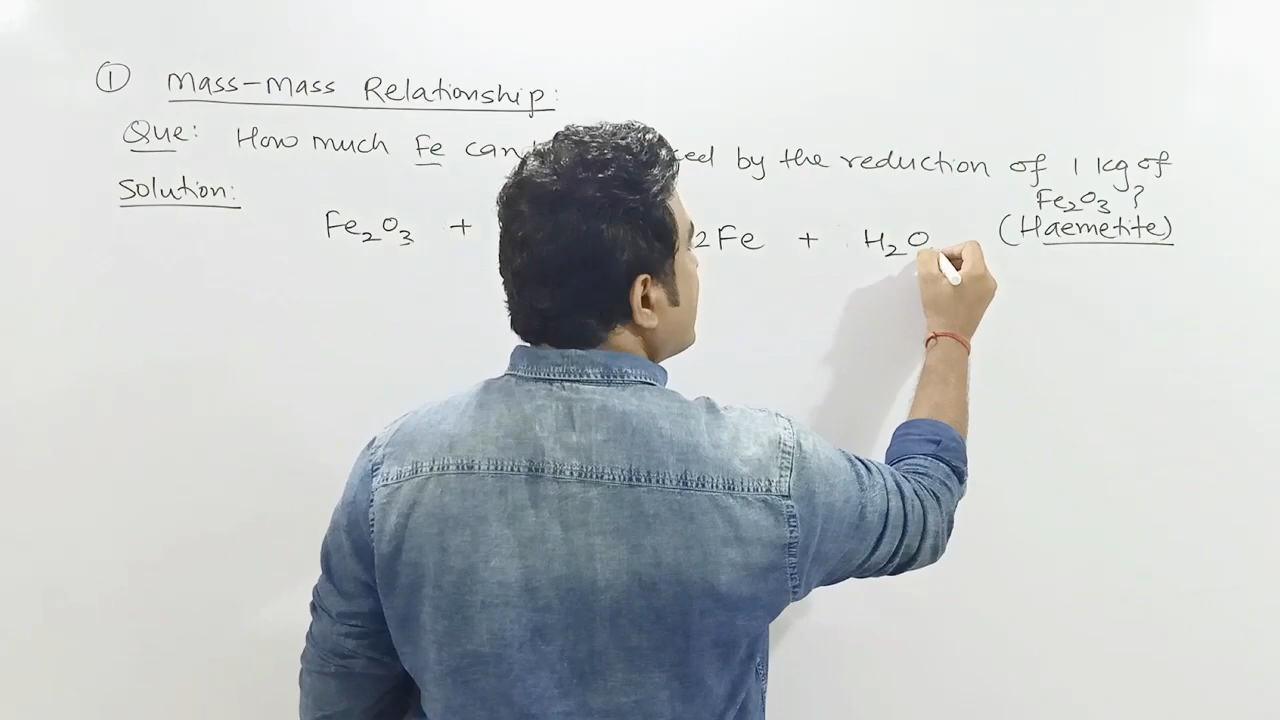 ① Mass-Mass Relationship:
Que: How much Fe can by the reduction of 1 kg of
Fe₂O₃ ?
(Haemetite)
Solution:
Fe₂O₃ + 2Fe + H₂O